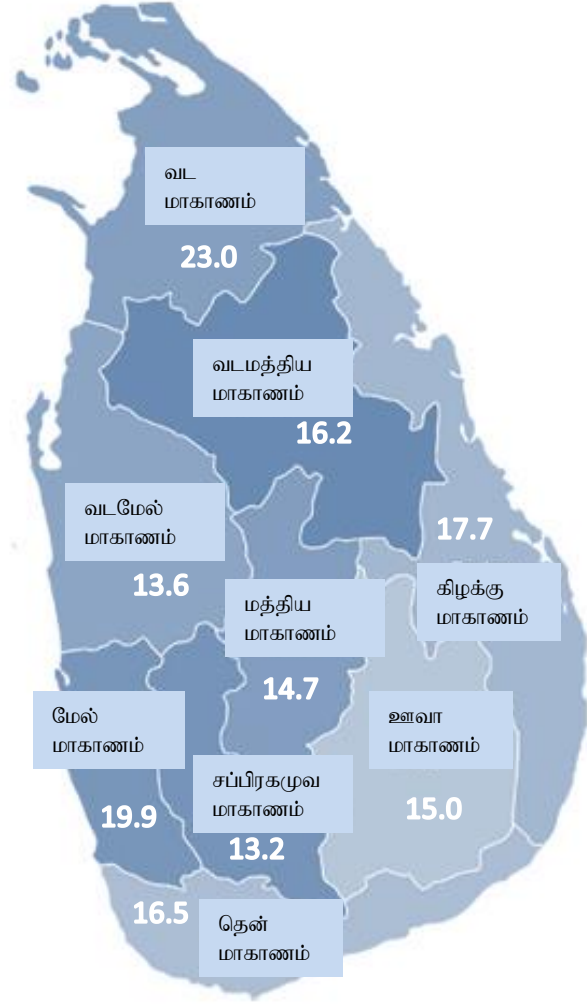 வட
மாகாணம்
23.0
வடமத்திய
மாகாணம்
16.2
வடமேல்
மாகாணம்
13.6
17.7
கிழக்கு
மாகாணம்
மத்திய
மாகாணம்
14.7
மேல்
மாகாணம்
19.9
ஊவா
மாகாணம்
15.0
சப்பிரகமுவ
மாகாணம்
13.2
16.5
தென்
மாகாணம்